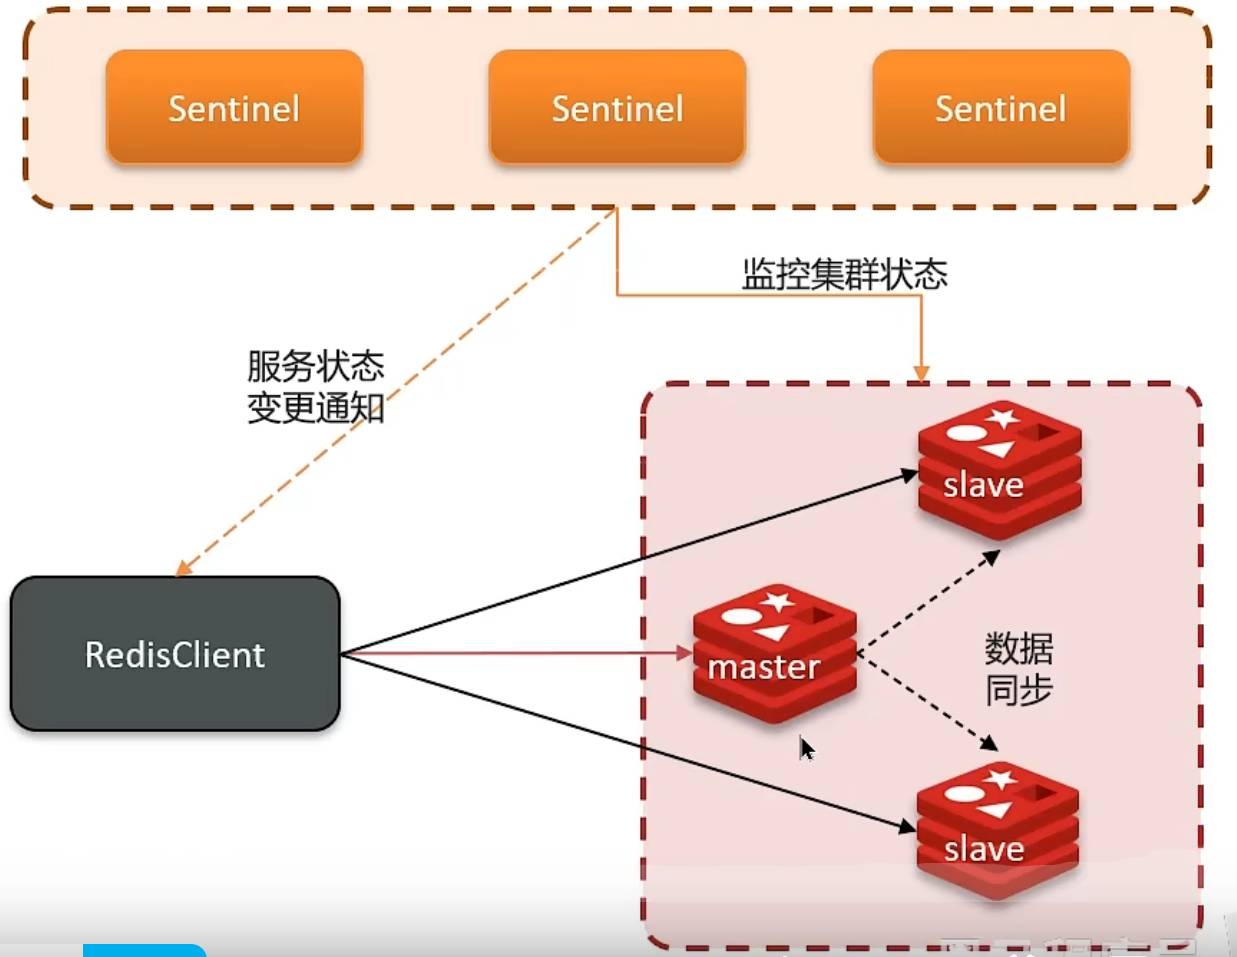 Sentinel
Sentinel
Sentinel
监控集群状态
服务状态
变更通知
slave
RedisClient
master
数据
同步
slave